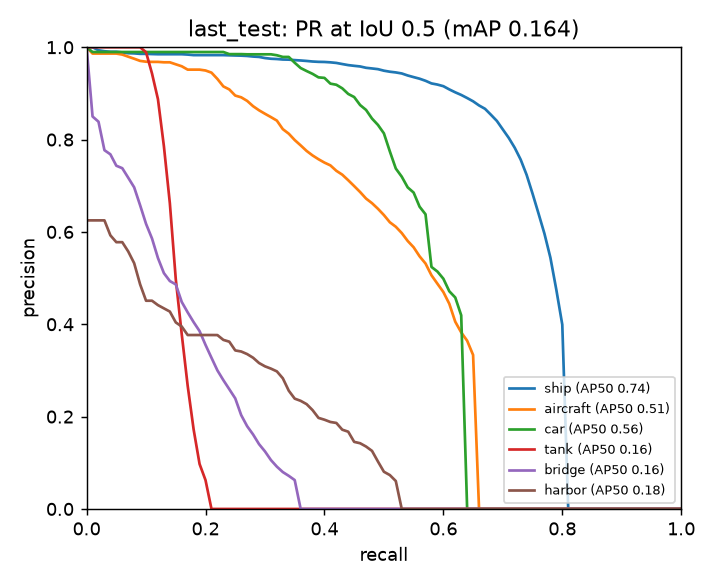 last_test: PR at IoU 0.5 (mAP 0.164)
1.0
0.8
0.6
0.4
0.2
0.0
precision
0.0 0.2 0.4 0.6 0.8 1.0
recall
ship (AP50 0.74)
aircraft (AP50 0.51)
car (AP50 0.56)
tank (AP50 0.16)
bridge (AP50 0.16)
harbor (AP50 0.18)